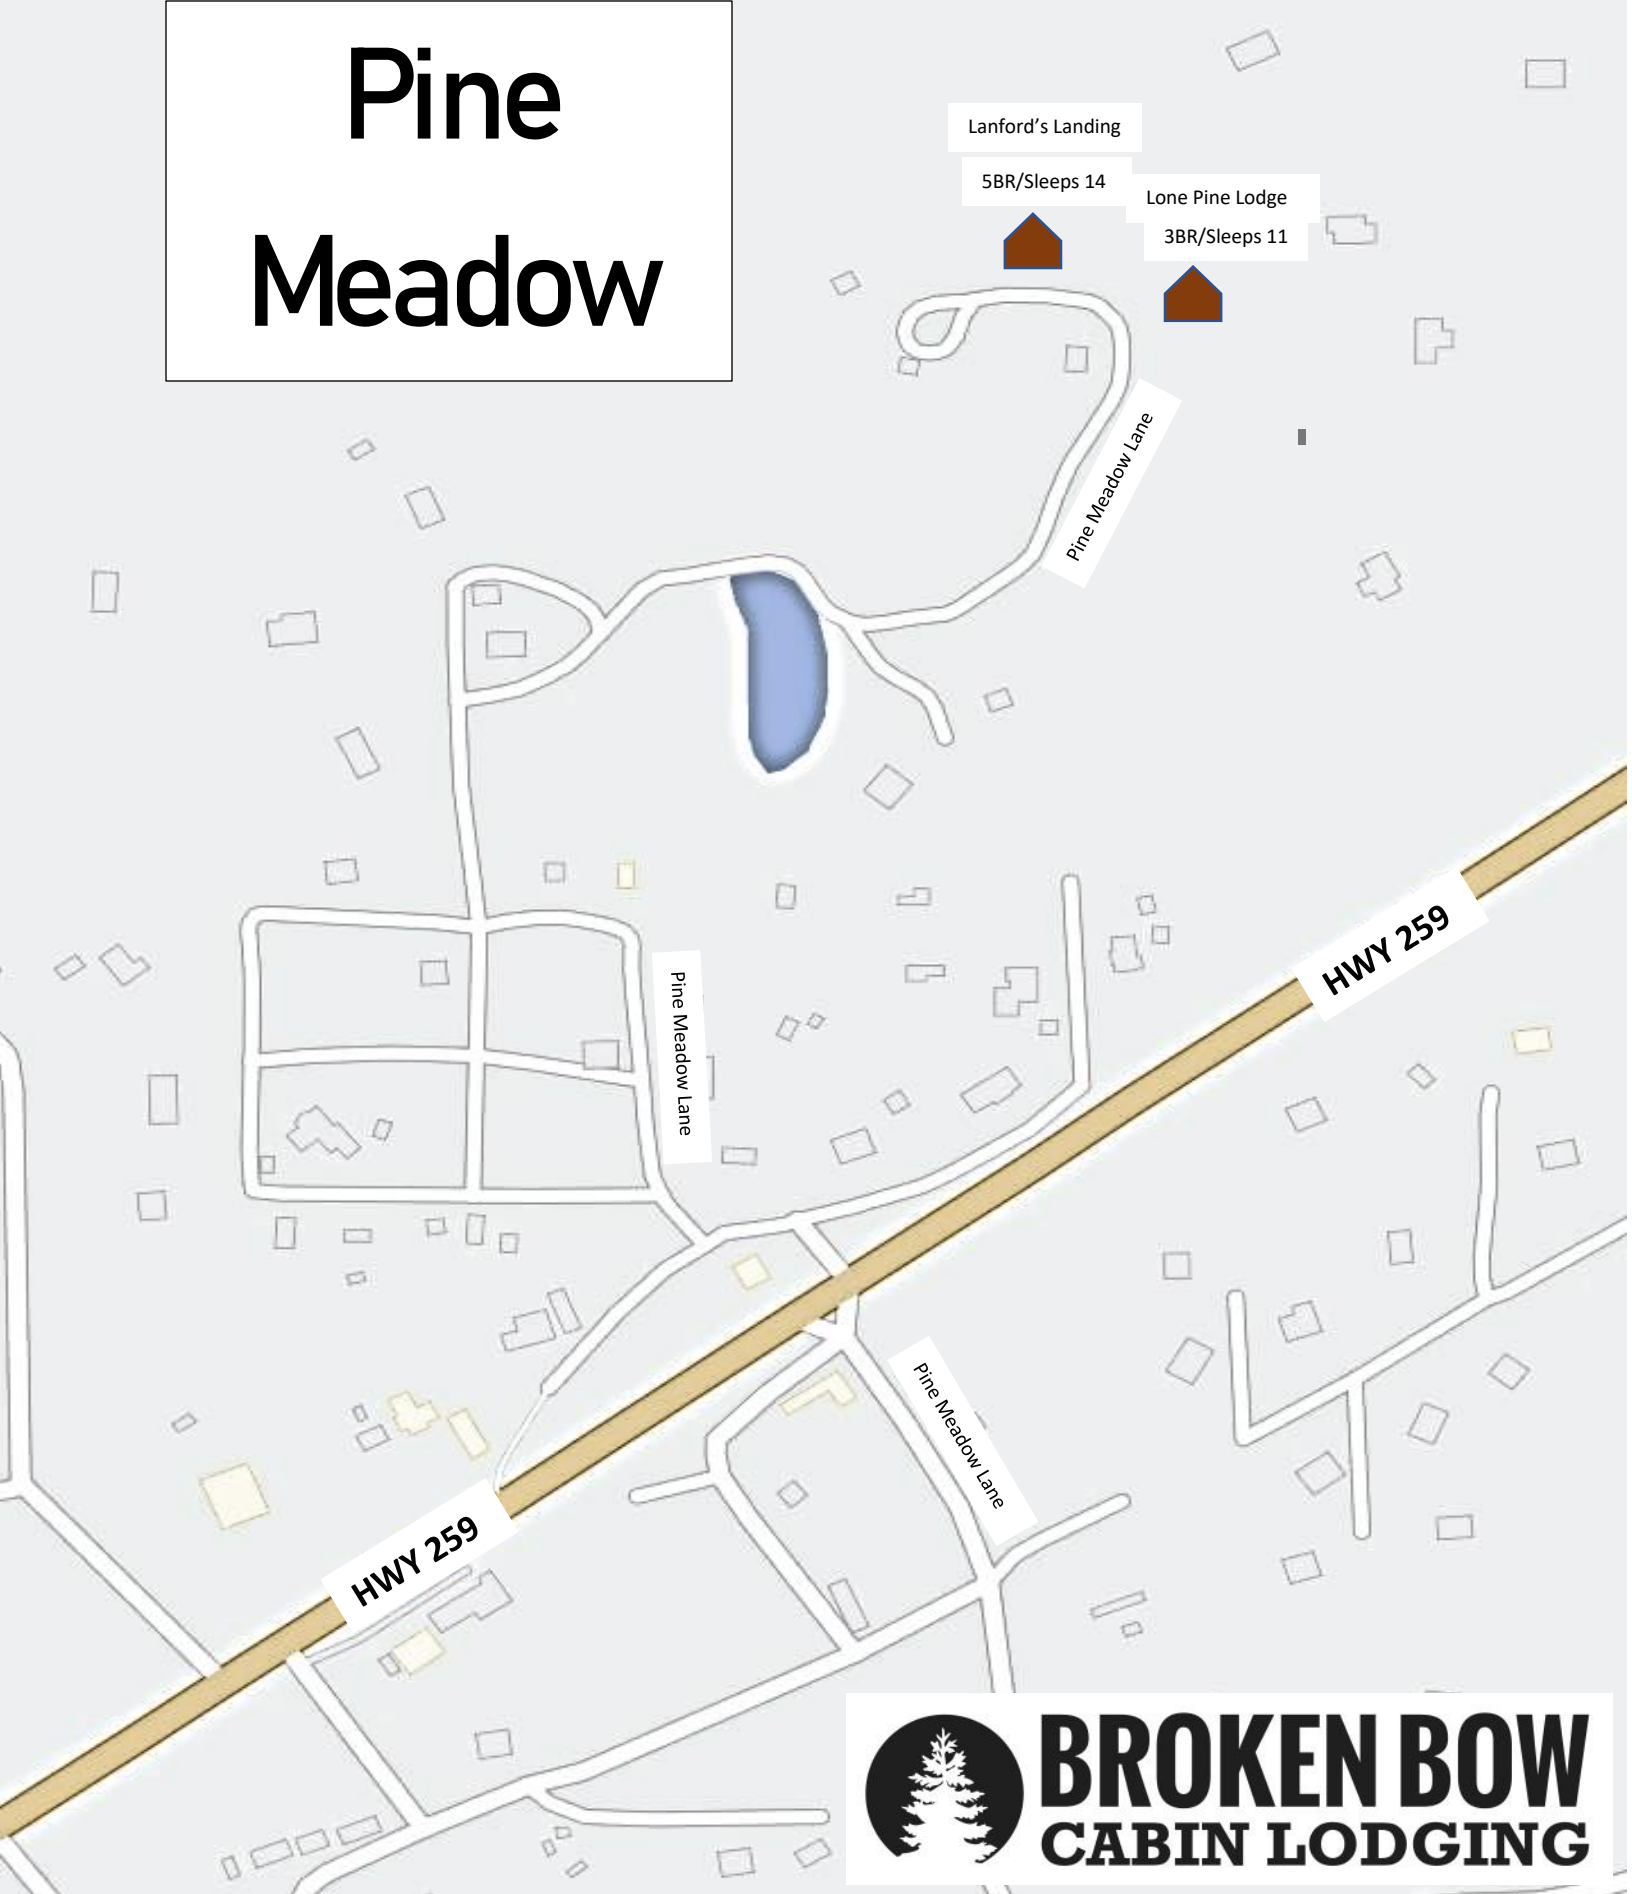 Pine
Meadow
Lanford’s Landing
5BR/Sleeps 14
Lone Pine Lodge
3BR/Sleeps 11
Pine Meadow Lane
HWY 259
Pine Meadow Lane
Pine Meadow Lane
HWY 259
BROKEN BOW
CABIN LODGING